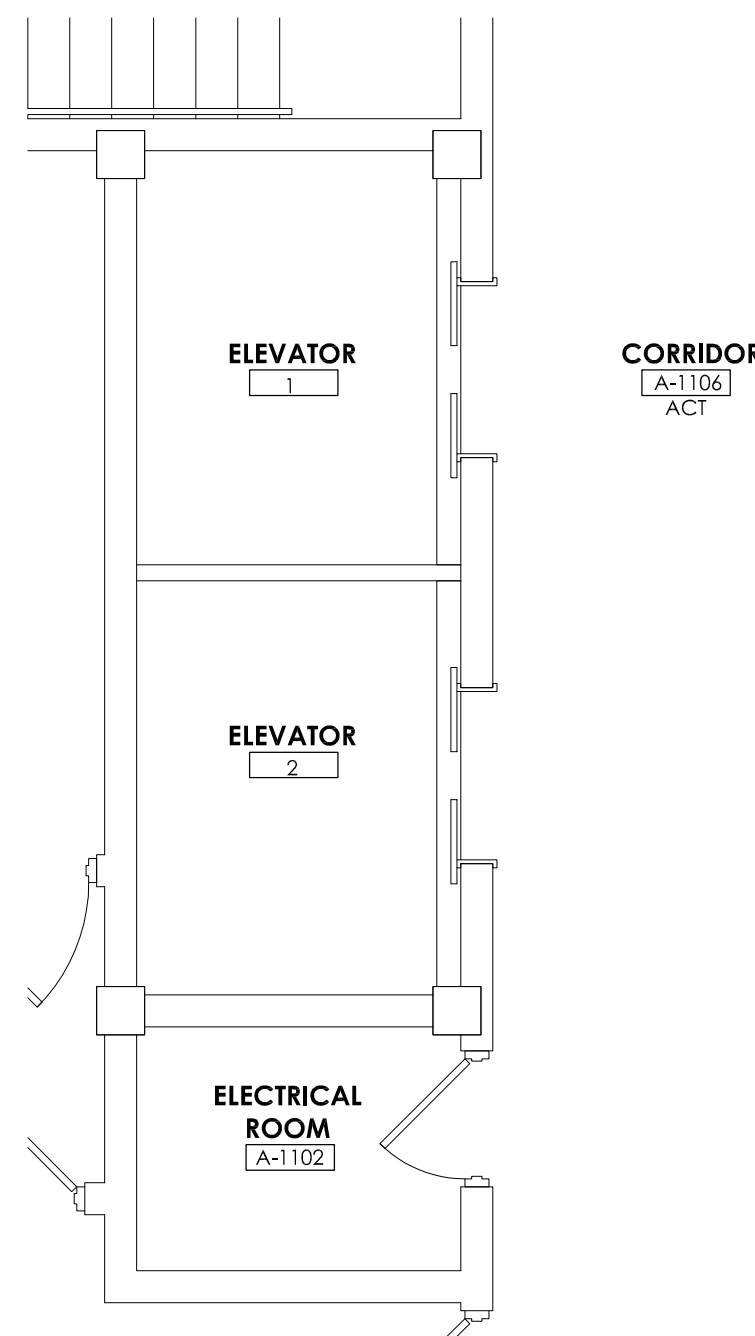 ELEVATOR
1
CORRIDOR
A-1106
ACT
ELEVATOR
2
ELECTRICAL
ROOM
A-1102